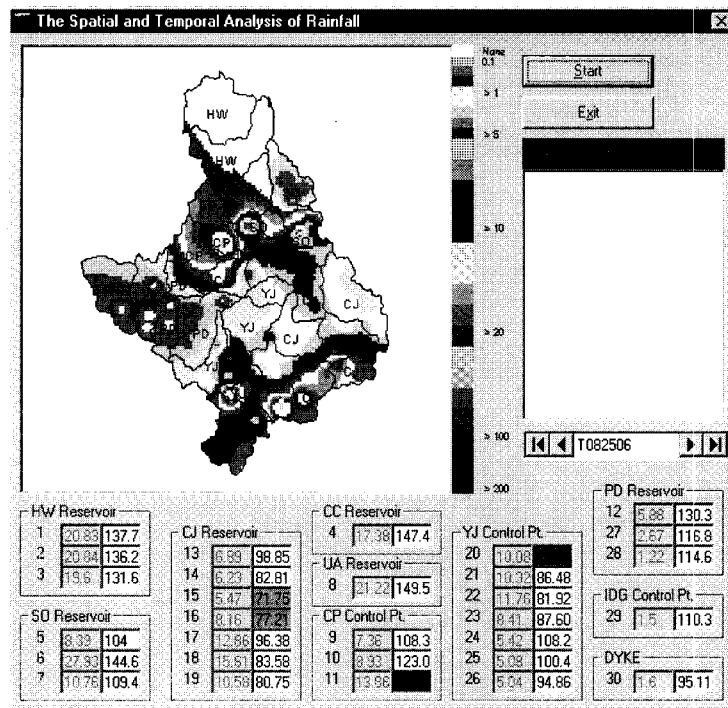 The Spatial and Temporal Analysis of Rainfall
None
0.1
> 1
> 5
> 10
> 20
> 100
> 200
Start
Exit
T082506
HW
HW
CP
SO
YJ
CJ
YJ
CJ
PD
HW Reservoir
1 20.83 137.7
2 20.84 136.2
3 19.6 131.6
SO Reservoir
5 8.39 104
6 27.93 144.6
7 10.76 109.4
CJ Reservoir
13 6.99 98.85
14 6.23 82.81
15 5.47 71.75
16 8.16 77.21
17 12.66 96.38
18 15.61 83.58
19 10.58 80.75
CC Reservoir
4 17.38 147.4
UA Reservoir
8 21.22 149.5
CP Control Pt.
9 7.36 108.3
10 8.93 123.0
11 13.96
YJ Control Pt.
20 10.08
21 10.32 86.48
22 11.76 81.92
23 8.41 87.60
24 5.42 108.2
25 5.08 100.4
26 5.04 94.86
PD Reservoir
12 5.88 130.3
27 2.67 116.8
28 1.22 114.6
IDG Control Pt.
29 1.5 110.3
DYKE
30 1.6 95.11